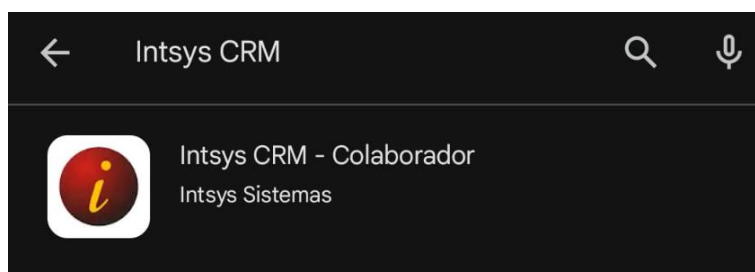 Intsys CRM
i
Intsys CRM - Colaborador
Intsys Sistemas